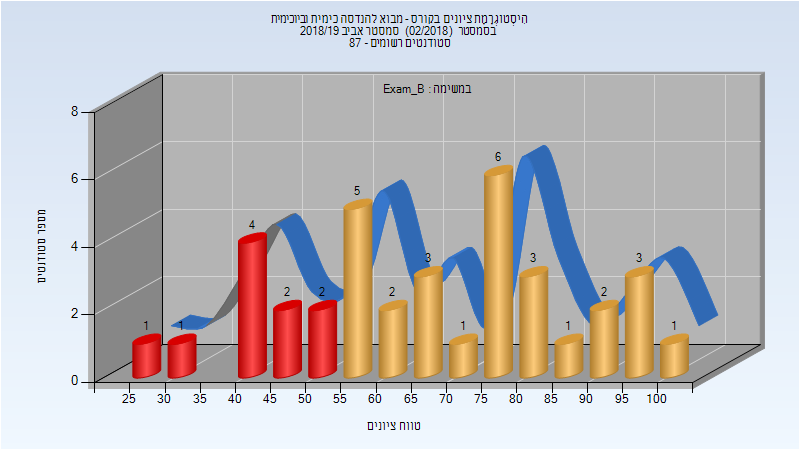 היסטוגרמת ציונים בקורס - מבוא להנדסה כימית וביוכימית
בסמסטר (02/2018) סמסטר אביב 2018/19
סטודנטים רשומים - 87
במשימה : Exam_B
מספר סטודנטים
8
6
4
2
0
1
1
4
2
2
5
2
3
1
6
3
1
2
3
1
25 30 35 40 45 50 55 60 65 70 75 80 85 90 95 100
טווח ציונים